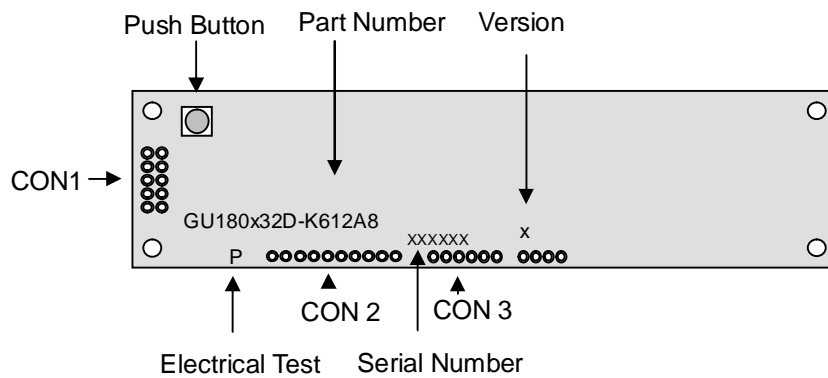 Push Button Part Number Version
CON1
GU180x32D-K612A8
XXXXXX x
P
CON 2 CON 3
Electrical Test Serial Number